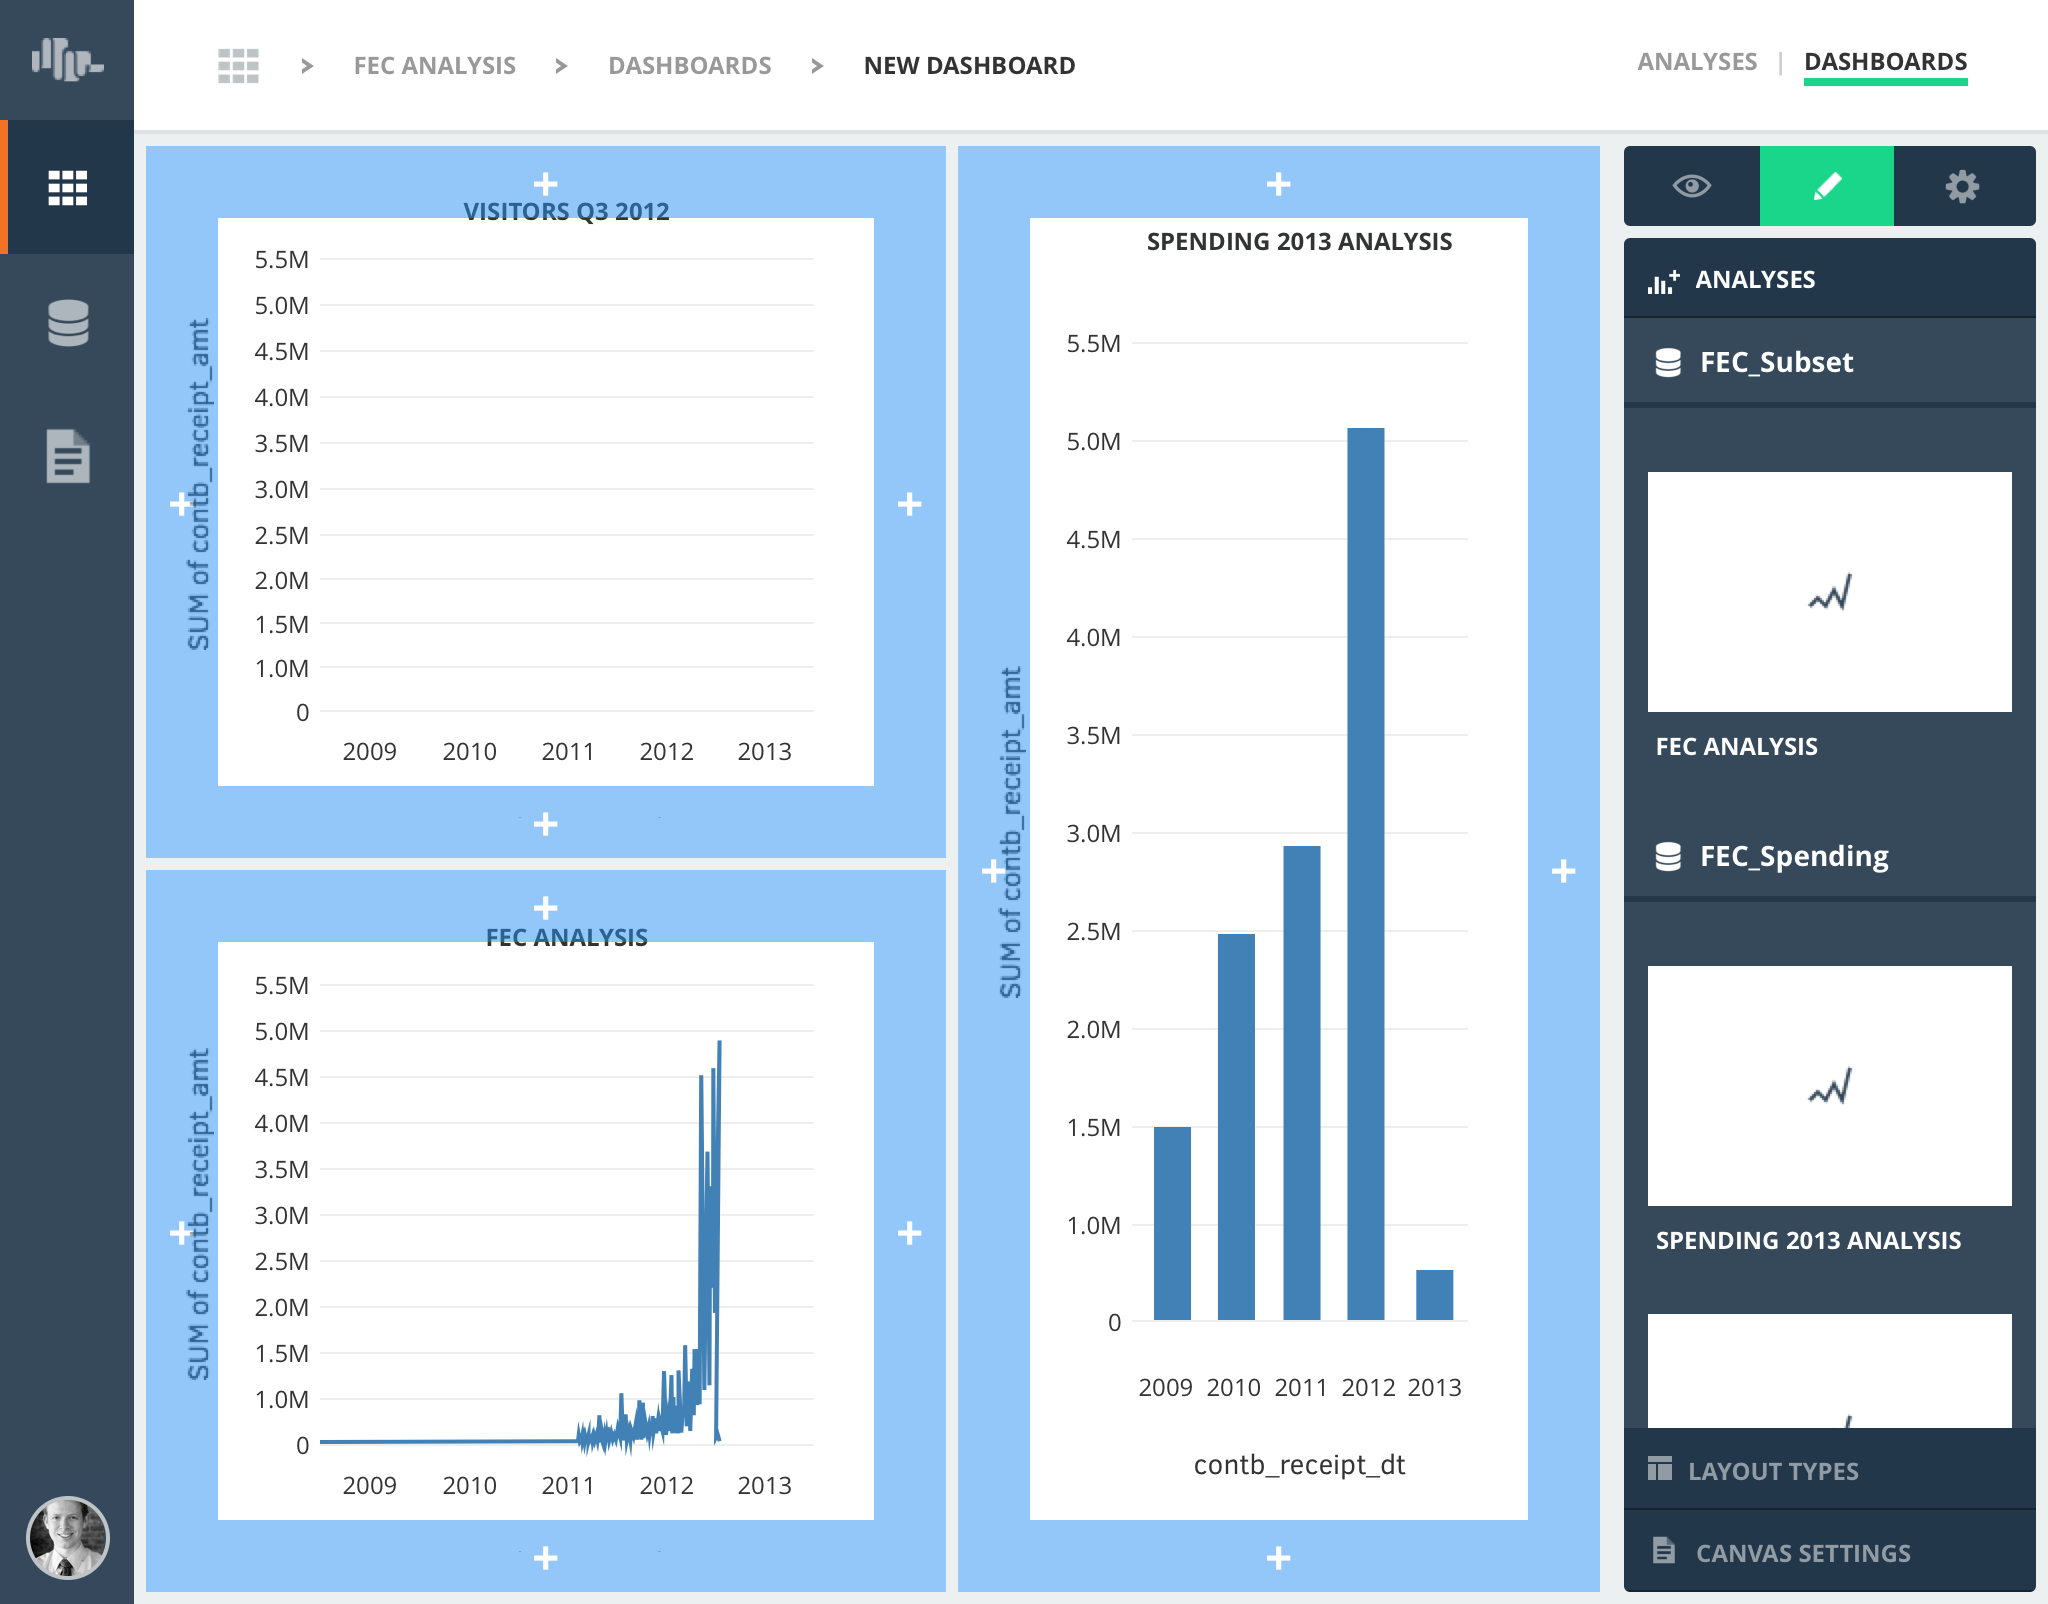 > FEC ANALYSIS > DASHBOARDS > NEW DASHBOARD
ANALYSES | DASHBOARDS
VISITORS Q3 2012
SUM of contb_receipt_amt
5.5M
5.0M
4.5M
4.0M
3.5M
3.0M
2.5M
2.0M
1.5M
1.0M
0
2009 2010 2011 2012 2013
FEC ANALYSIS
SUM of contb_receipt_amt
5.5M
5.0M
4.5M
4.0M
3.5M
3.0M
2.5M
2.0M
1.5M
1.0M
0
2009 2010 2011 2012 2013
SPENDING 2013 ANALYSIS
SUM of contb_receipt_amt
5.5M
5.0M
4.5M
4.0M
3.5M
3.0M
2.5M
2.0M
1.5M
1.0M
0
2009 2010 2011 2012 2013
contb_receipt_dt
ANALYSES
FEC_Subset
FEC ANALYSIS
FEC_Spending
SPENDING 2013 ANALYSIS
LAYOUT TYPES
CANVAS SETTINGS